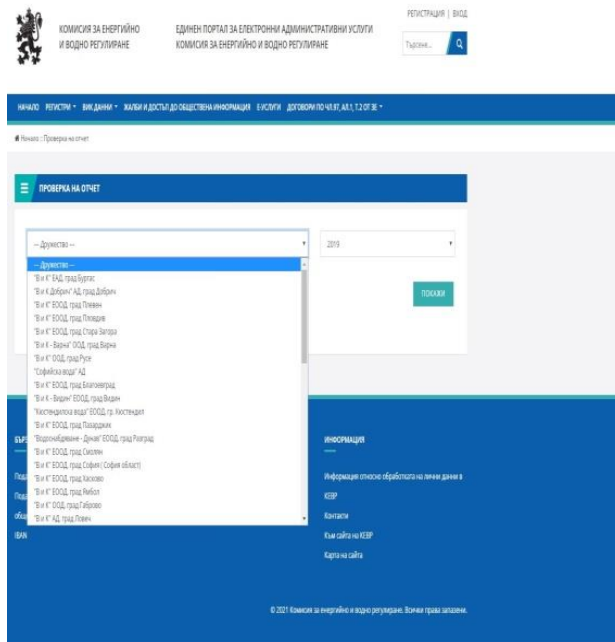 РЕГИСТРАЦИЯ | ВХОД
КОМИСИЯ ЗА ЕНЕРГИЙНО
И ВОДНО РЕГУЛИРАНЕ
ЕДИНЕН ПОРТАЛ ЗА ЕЛЕКТРОННИ АДМИНИСТРАТИВНИ УСЛУГИ
КОМИСИЯ ЗА ЕНЕРГИЙНО И ВОДНО РЕГУЛИРАНЕ
Търсене...
НАЧАЛО РЕГИСТРИ ВИК ДАННИ ЖАЛБИ И ДОСТЪП ДО ОБЩЕСТВЕНА ИНФОРМАЦИЯ Е-УСЛУГИ ДОГОВОРИ ПО ЧЛ.97, АЛ.1, Т.2 ОТ ЗЕ
Начало :: Проверка на отчет
ПРОВЕРКА НА ОТЧЕТ
--- Дружество ---
2019
--- Дружество ---
"В и К" ЕАД, град Бургас
"В и К Добрич" АД, град Добрич
"В и К" ЕООД, град Плевен
"В и К" ЕООД, град Пловдив
"В и К" ЕООД, град Стара Загора
"В и К - Варна" ООД, град Варна
"В и К" ООД, град Русе
"Софийска вода" АД
"В и К" ЕООД, град Благоевград
"В и К - Видин" ЕООД, град Видин
"Кюстендилска вода" ЕООД, гр. Кюстендил
"В и К" ЕООД, град Пазарджик
"Водоснабдяване - Дунав" ЕООД, град Разград
"В и К" ЕООД, град Смолян
"В и К" ЕООД, град София ( София област)
"В и К" ЕООД, град Хасково
"В и К" ЕООД, град Ямбол
"В и К" ООД, град Габрово
"В и К" АД, град Ловеч
ПОКАЖИ
БЪРЗ
Пода
Пода
общ
IBAN
ИНФОРМАЦИЯ
Информация относно обработката на лични данни в
КЕВР
Контакти
Към сайта на КЕВР
Карта на сайта
© 2021 Комисия за енергийно и водно регулиране. Всички права запазени.